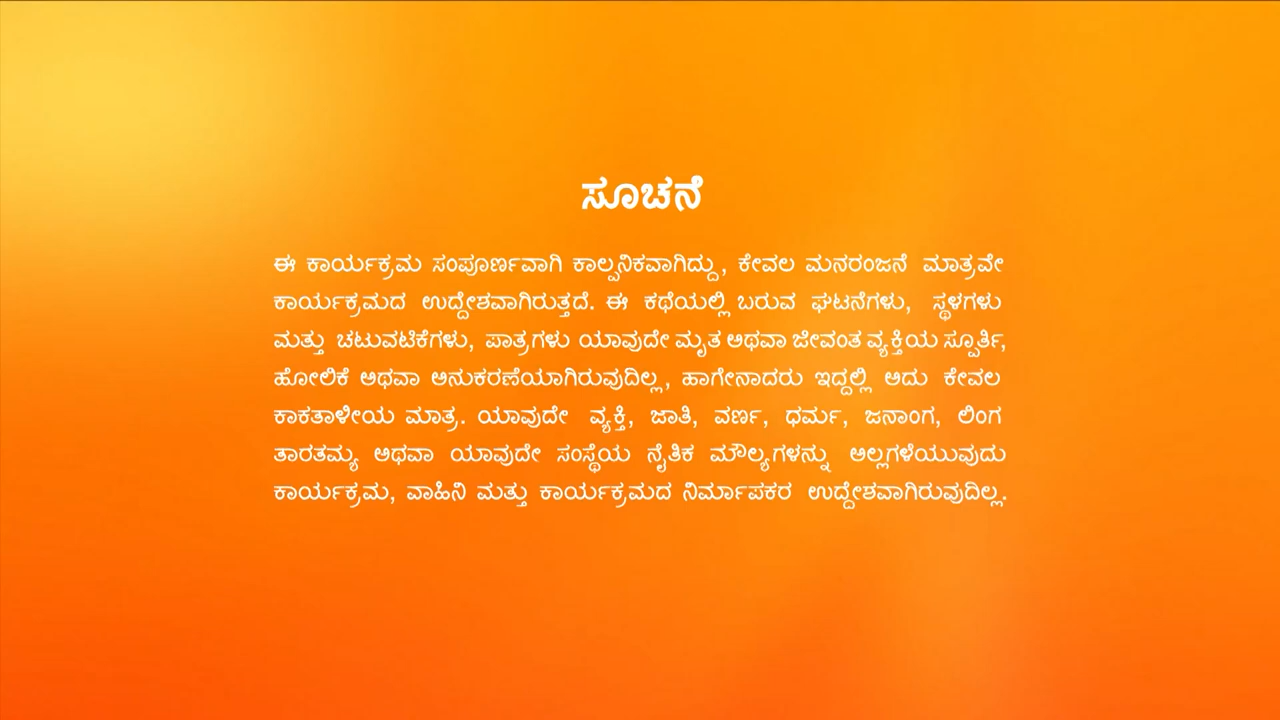 ಸೂಚನೆ
ಈ ಕಾರ್ಯಕ್ರಮ ಸಂಪೂರ್ಣವಾಗಿ ಕಾಲ್ಪನಿಕವಾಗಿದ್ದು, ಕೇವಲ ಮನರಂಜನೆ ಮಾತ್ರವೇ
ಕಾರ್ಯಕ್ರಮದ ಉದ್ದೇಶವಾಗಿರುತ್ತದೆ. ಈ ಕಥೆಯಲ್ಲಿ ಬರುವ ಘಟನೆಗಳು, ಸ್ಥಳಗಳು
ಮತ್ತು ಚಟುವಟಿಕೆಗಳು, ಪಾತ್ರಗಳು ಯಾವುದೇ ಮೃತ ಅಥವಾ ಜೀವಂತ ವ್ಯಕ್ತಿಯ ಸ್ಪೂರ್ತಿ,
ಹೋಲಿಕೆ ಅಥವಾ ಅನುಕರಣೆಯಾಗಿರುವುದಿಲ್ಲ, ಹಾಗೇನಾದರು ಇದ್ದಲ್ಲಿ ಅದು ಕೇವಲ
ಕಾಕತಾಳೀಯ ಮಾತ್ರ. ಯಾವುದೇ ವ್ಯಕ್ತಿ, ಜಾತಿ, ವರ್ಣ, ಧರ್ಮ, ಜನಾಂಗ, ಲಿಂಗ
ತಾರತಮ್ಯ ಅಥವಾ ಯಾವುದೇ ಸಂಸ್ಥೆಯ ನೈತಿಕ ಮೌಲ್ಯಗಳನ್ನು ಅಲ್ಲಗಳೆಯುವುದು
ಕಾರ್ಯಕ್ರಮ, ವಾಹಿನಿ ಮತ್ತು ಕಾರ್ಯಕ್ರಮದ ನಿರ್ಮಾಪಕರ ಉದ್ದೇಶವಾಗಿರುವುದಿಲ್ಲ.